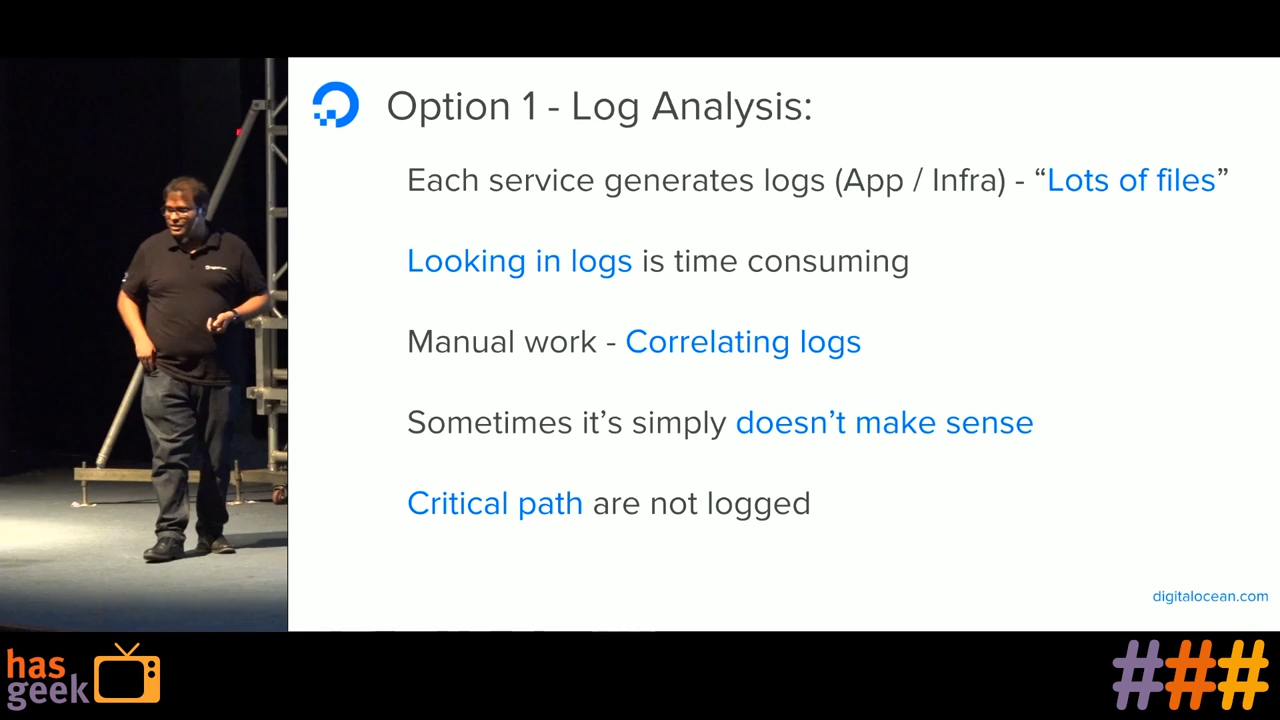 Option 1 - Log Analysis:
Each service generates logs (App / Infra) - “Lots of files”
Looking in logs is time consuming
Manual work - Correlating logs
Sometimes it’s simply doesn’t make sense
Critical path are not logged
digitalocean.com
has
geek
###